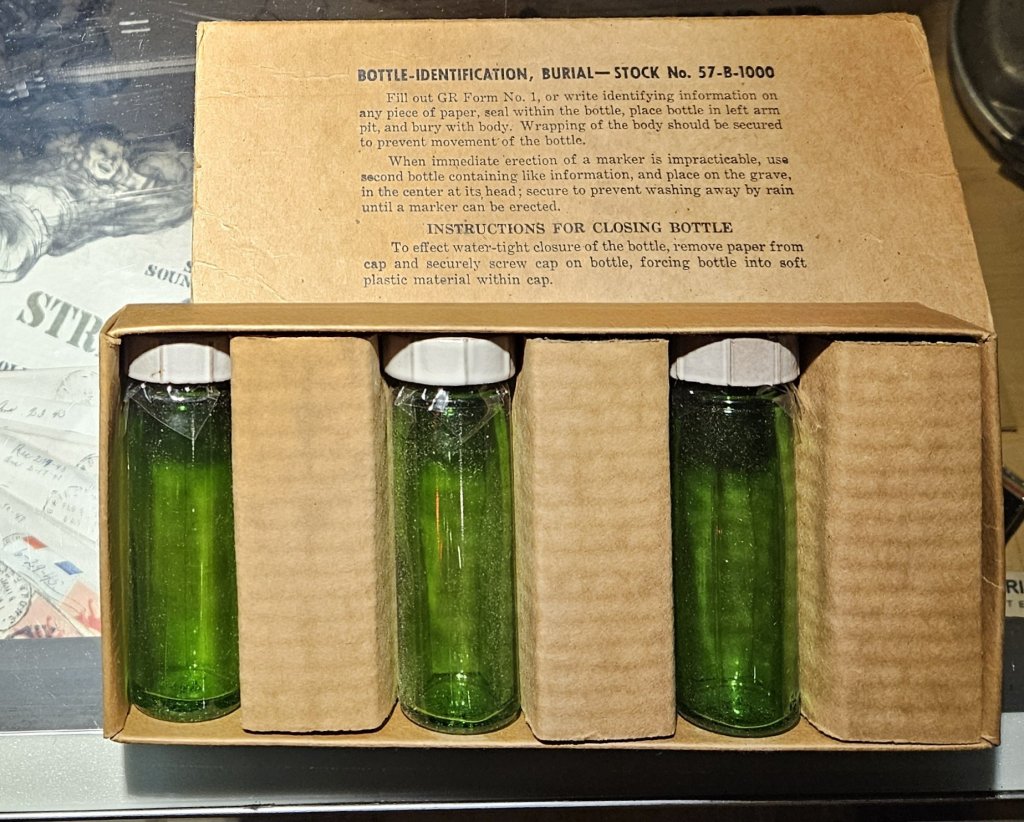 BOTTLE-IDENTIFICATION, BURIAL—STOCK No. 57-B-1000
Fill out GR Form No. 1, or write identifying information on
any piece of paper, seal within the bottle, place bottle in left arm
pit, and bury with body. Wrapping of the body should be secured
to prevent movement of the bottle.
When immediate erection of a marker is impracticable, use
second bottle containing like information, and place on the grave,
in the center at its head; secure to prevent washing away by rain
until a marker can be erected.
INSTRUCTIONS FOR CLOSING BOTTLE
To effect water-tight closure of the bottle, remove paper from
cap and securely screw cap on bottle, forcing bottle into soft
plastic material within cap.
SOUN
STR